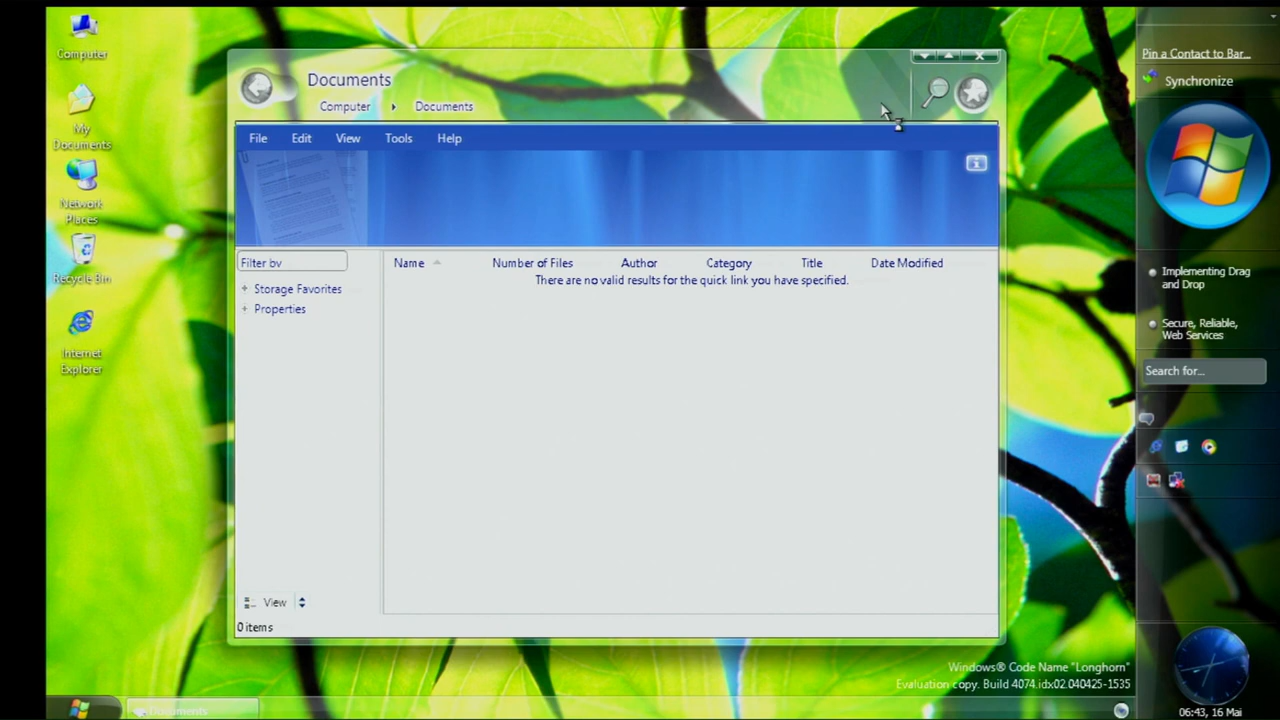 Computer
My
Documents
Network
Places
Recycle Bin
Internet
Explorer
Documents
Computer
Documents
File Edit View Tools Help
Filter by
Storage Favorites
Properties
Name Number of Files Author Category Title Date Modified
There are no valid results for the quick link you have specified.
View
0 items
Pin a Contact to Bar...
Synchronize
Implementing Drag
and Drop
Secure, Reliable,
Web Services
Search for...
Windows® Code Name "Longhorn"
Evaluation copy. Build 4074.idx02.040425-1535
Documents
06:43, 16 Mai